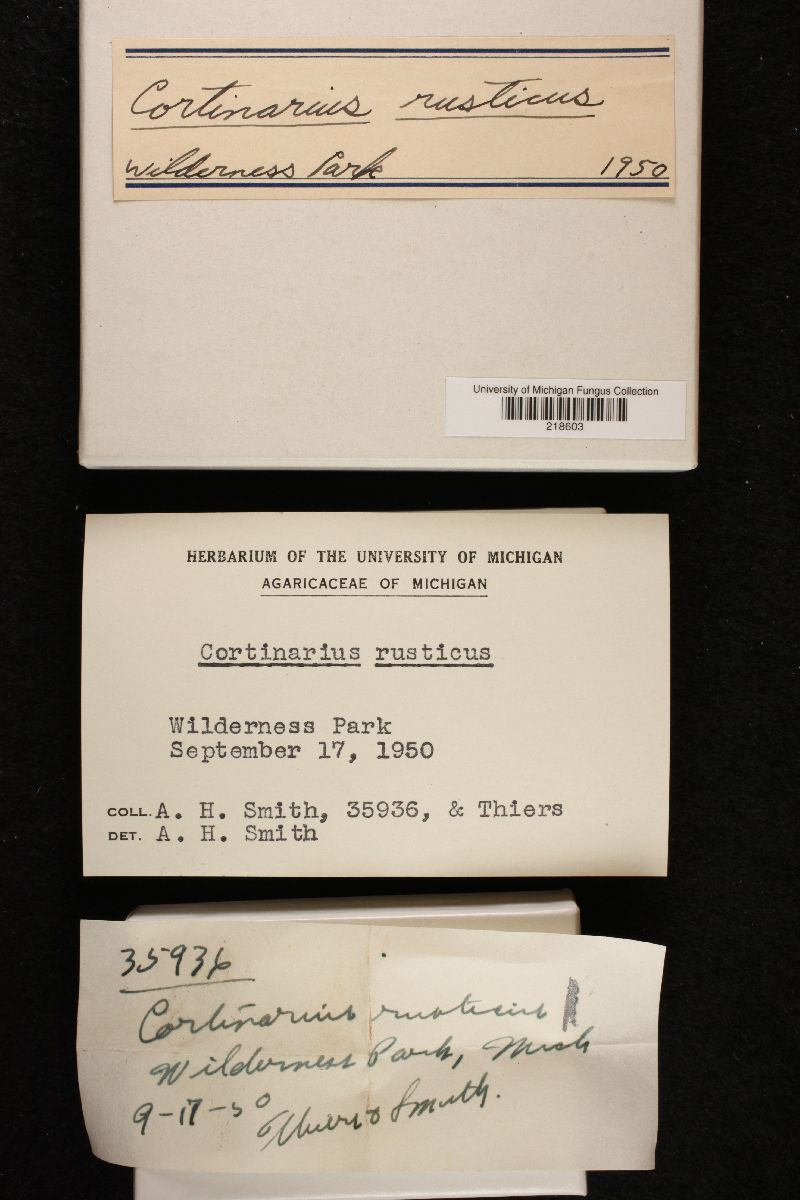 Cortinarius rusticus
Wilderness Park 1950
University of Michigan Fungus Collection
218603
HERBARIUM OF THE UNIVERSITY OF MICHIGAN
AGARICACEAE OF MICHIGAN
Cortinarius rusticus
Wilderness Park
September 17, 1950
COLL. A. H. Smith, 35936, & Thiers
DET. A. H. Smith
35936
Cortinarius rusticus
Wilderness Park, Mich
9-17-50
Thiers & Smith.